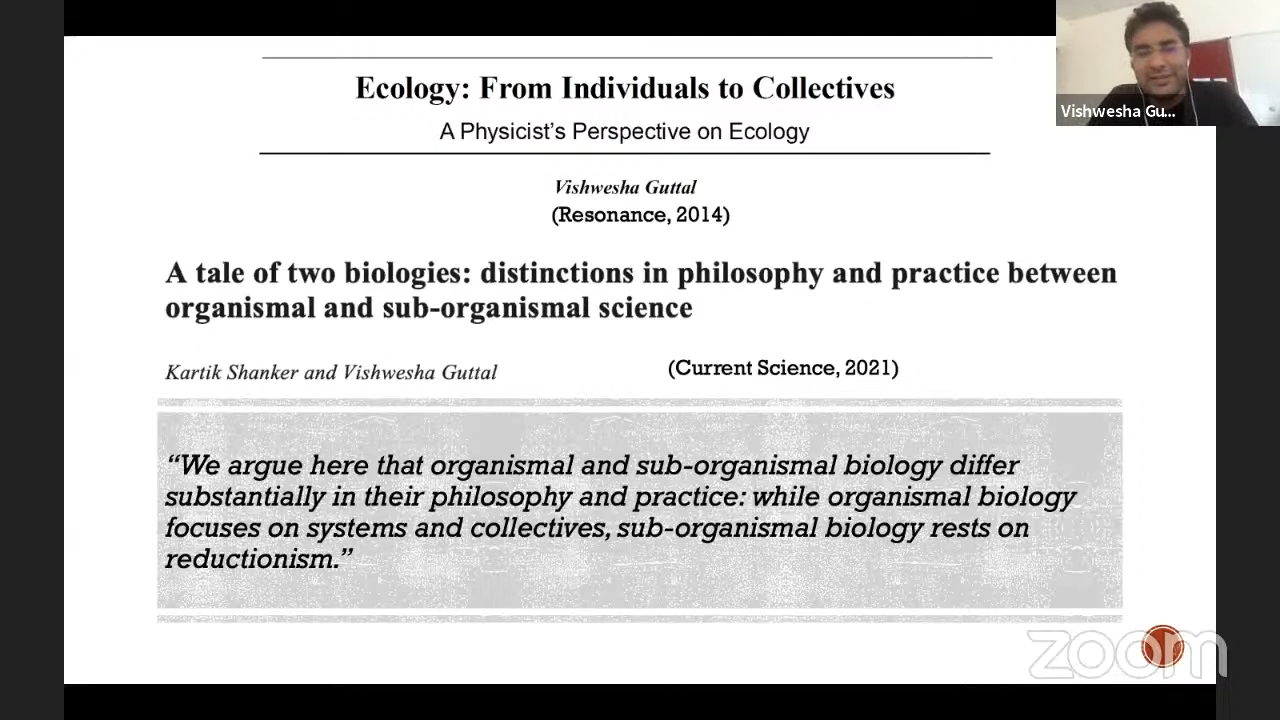 Ecology: From Individuals to Collectives
A Physicist’s Perspective on Ecology
Vishwesha Guttal
(Resonance, 2014)
A tale of two biologies: distinctions in philosophy and practice between
organismal and sub-organismal science
Kartik Shanker and Vishwesha Guttal
(Current Science, 2021)
“We argue here that organismal and sub-organismal biology differ
substantially in their philosophy and practice: while organismal biology
focuses on systems and collectives, sub-organismal biology rests on
reductionism.”
Vishwesha Gu...
zoom